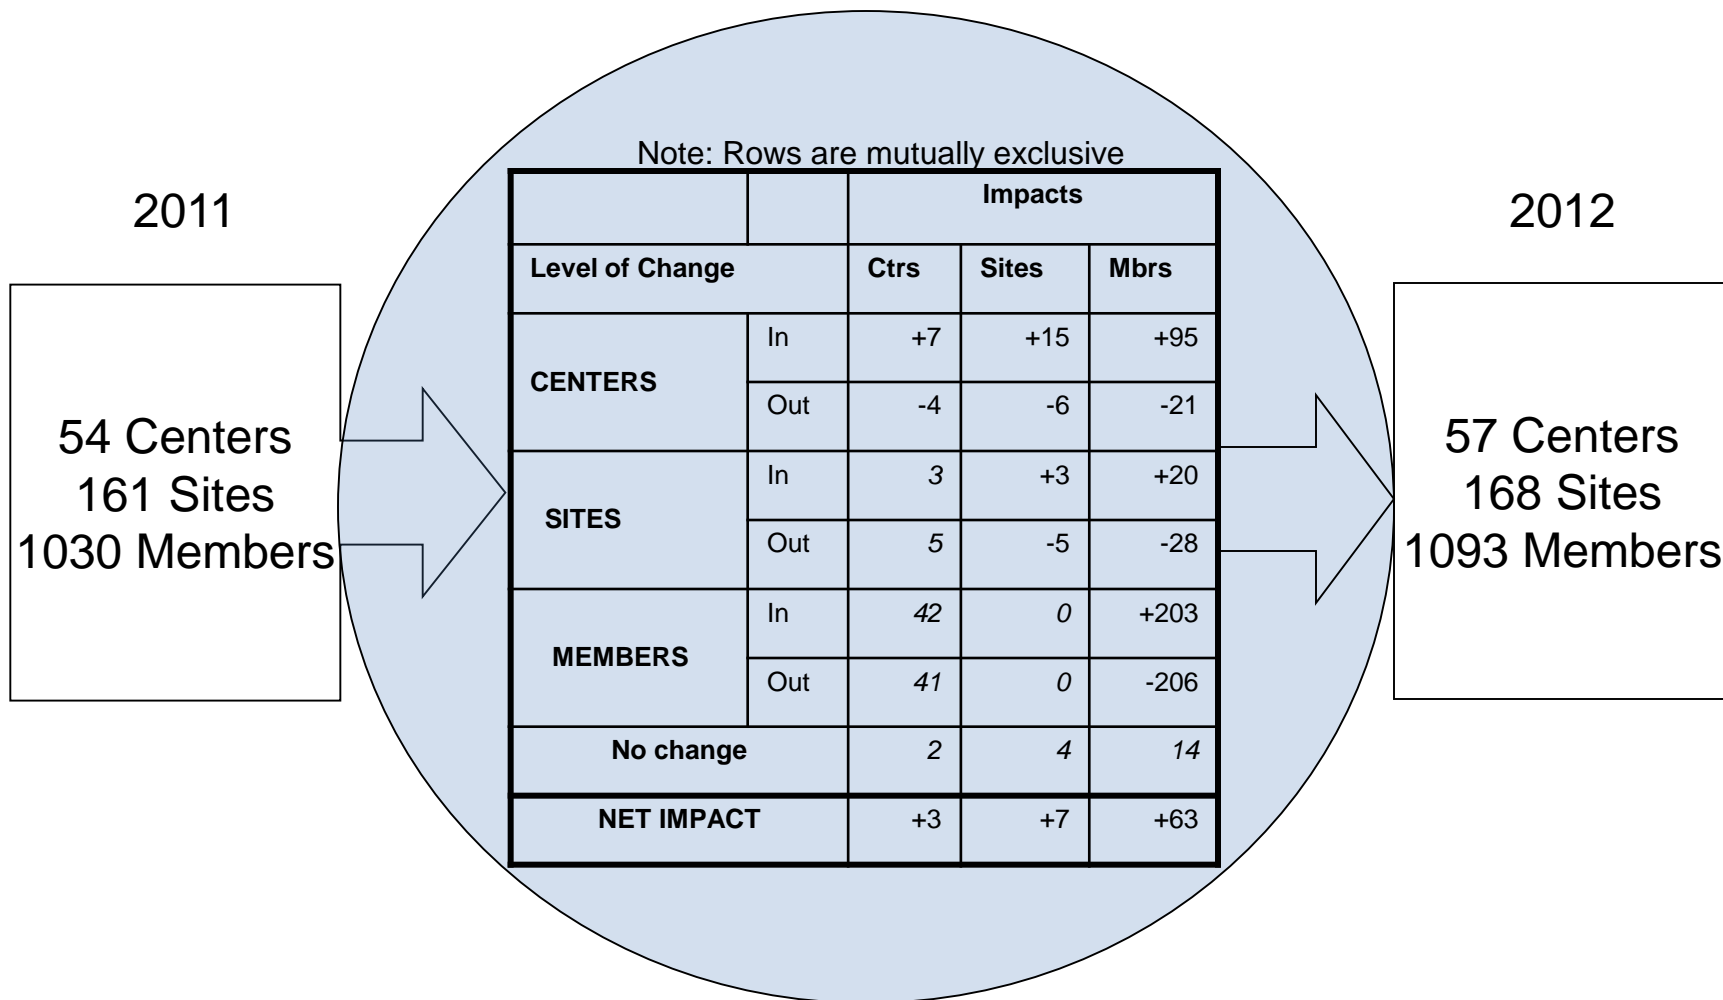 2011
54 Centers
161 Sites
1030 Members
Note: Rows are mutually exclusive
Impacts
Level of Change Ctrs Sites Mbrs
CENTERS
In +7 +15 +95
Out -4 -6 -21
SITES
In 3 +3 +20
Out 5 -5 -28
MEMBERS
In 42 0 +203
Out 41 0 -206
No change 2 4 14
NET IMPACT +3 +7 +63
2012
57 Centers
168 Sites
1093 Members